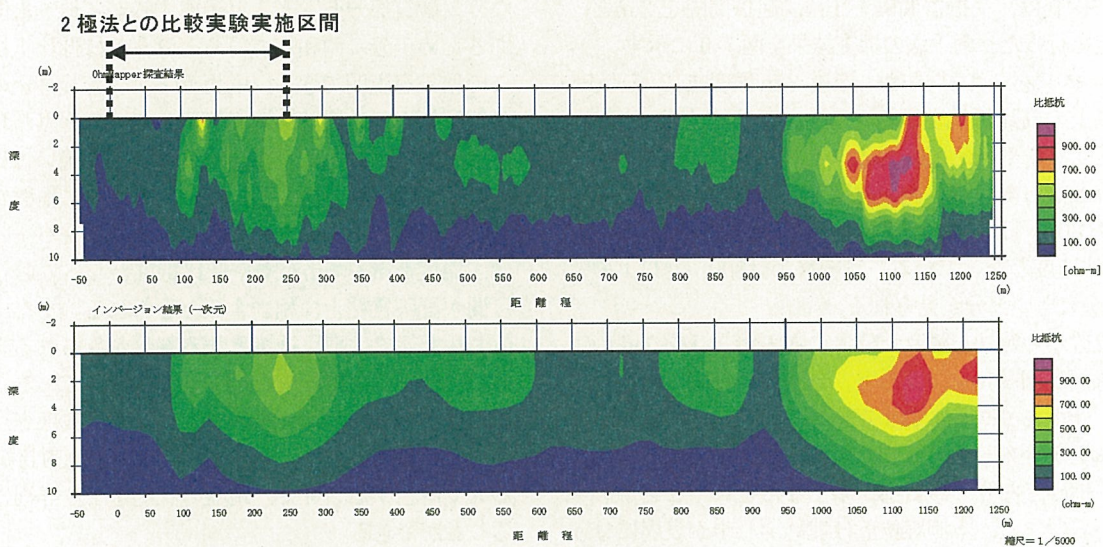 2極法との比較実験実施区間
(m)
OhmMapper探査結果
-2
0
2
4
6
8
10
深度
-50 0 50 100 150 200 250 300 350 400 450 500 550 600 650 700 750 800 850 900 950 1000 1050 1100 1150 1200 1250
(m)
距離程
比抵抗
900.00
700.00
500.00
300.00
100.00
[ohm-m]
(m)
インバージョン結果(一次元)
-2
0
2
4
6
8
10
深度
-50 0 50 100 150 200 250 300 350 400 450 500 550 600 650 700 750 800 850 900 950 1000 1050 1100 1150 1200 1250
(m)
距離程
比抵抗
900.00
700.00
500.00
300.00
100.00
(ohm-m)
縮尺=1/5000